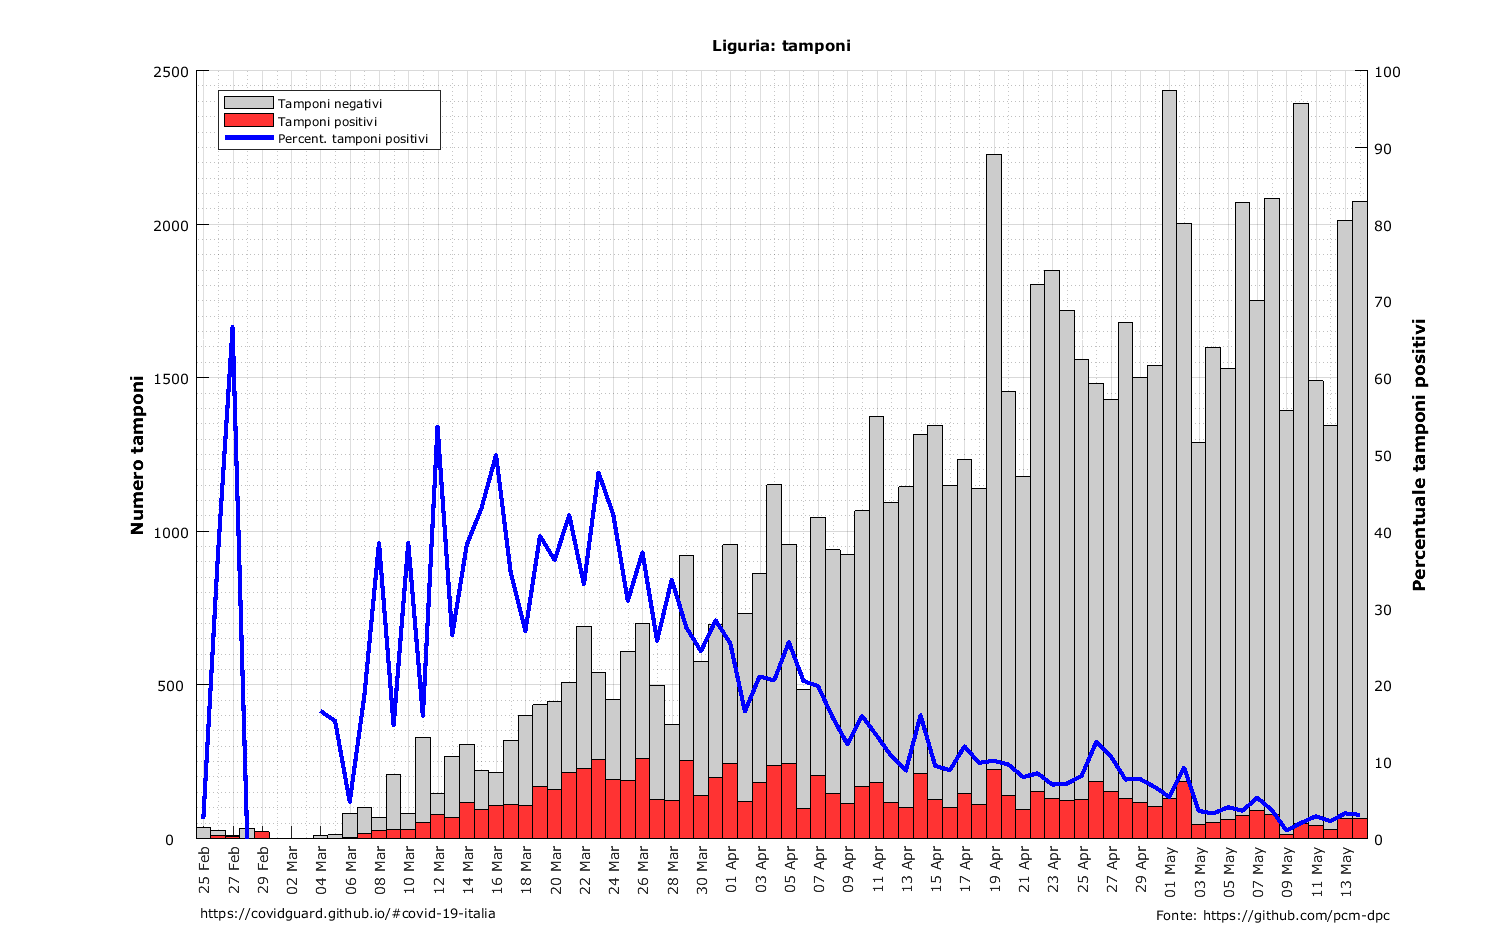 Liguria: tamponi
Tamponi negativi
Tamponi positivi
Percent. tamponi positivi
Numero tamponi
2500
2000
1500
1000
500
0
Percentuale tamponi positivi
100
90
80
70
60
50
40
30
20
10
0
25 Feb
27 Feb
29 Feb
02 Mar
04 Mar
06 Mar
08 Mar
10 Mar
12 Mar
14 Mar
16 Mar
18 Mar
20 Mar
22 Mar
24 Mar
26 Mar
28 Mar
30 Mar
01 Apr
03 Apr
05 Apr
07 Apr
09 Apr
11 Apr
13 Apr
15 Apr
17 Apr
19 Apr
21 Apr
23 Apr
25 Apr
27 Apr
29 Apr
01 May
03 May
05 May
07 May
09 May
11 May
13 May
https://covidguard.github.io/#covid-19-italia
Fonte: https://github.com/pcm-dpc